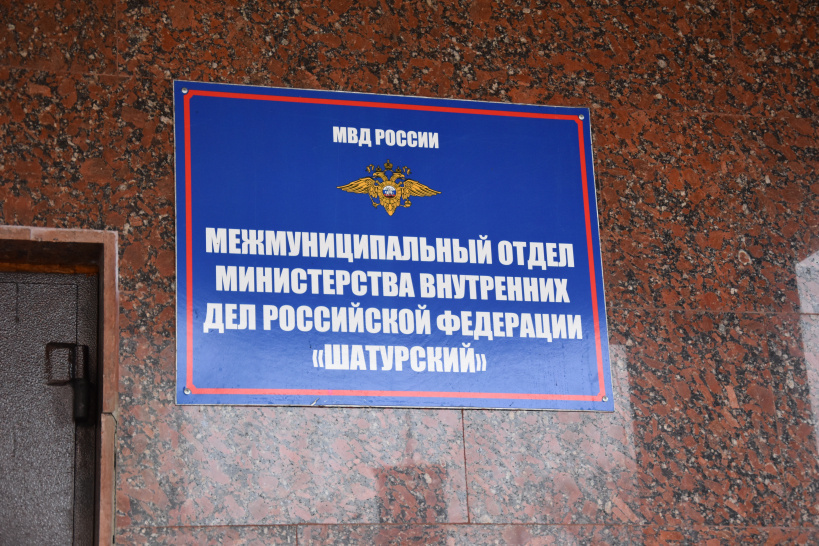 МВД РОССИИ
МЕЖМУНИЦИПАЛЬНЫЙ ОТДЕЛ
МИНИСТЕРСТВА ВНУТРЕННИХ
ДЕЛ РОССИЙСКОЙ ФЕДЕРАЦИИ
«ШАТУРСКИЙ»